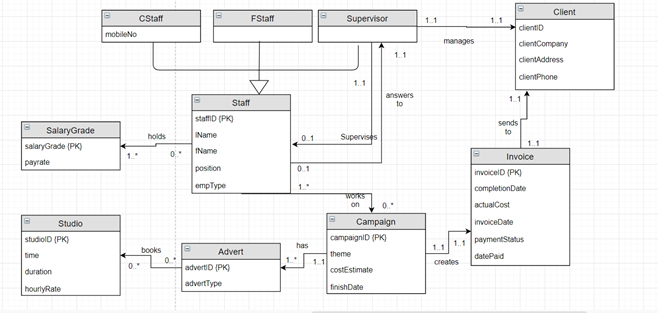 CStaff
mobileNo
FStaff
Supervisor
Client
clientID
clientCompany
clientAddress
clientPhone
1..1
1..1
manages
1..1
1..1
answers
to
Staff
staffID {PK}
lName
fName
position
empType
0..1
Supervises
0..1
1..*
works
on
0..*
SalaryGrade
salaryGrade {PK}
payrate
holds
1..*
0..*
1..1
sends
to
1..1
Invoice
invoiceID {PK}
completionDate
actualCost
invoiceDate
paymentStatus
datePaid
Studio
studioID {PK}
time
duration
hourlyRate
books
0..*
0..*
Advert
advertID {PK}
advertType
has
1..*
1..1
Campaign
campaignID {PK}
theme
costEstimate
finishDate
1..1
1..1
creates